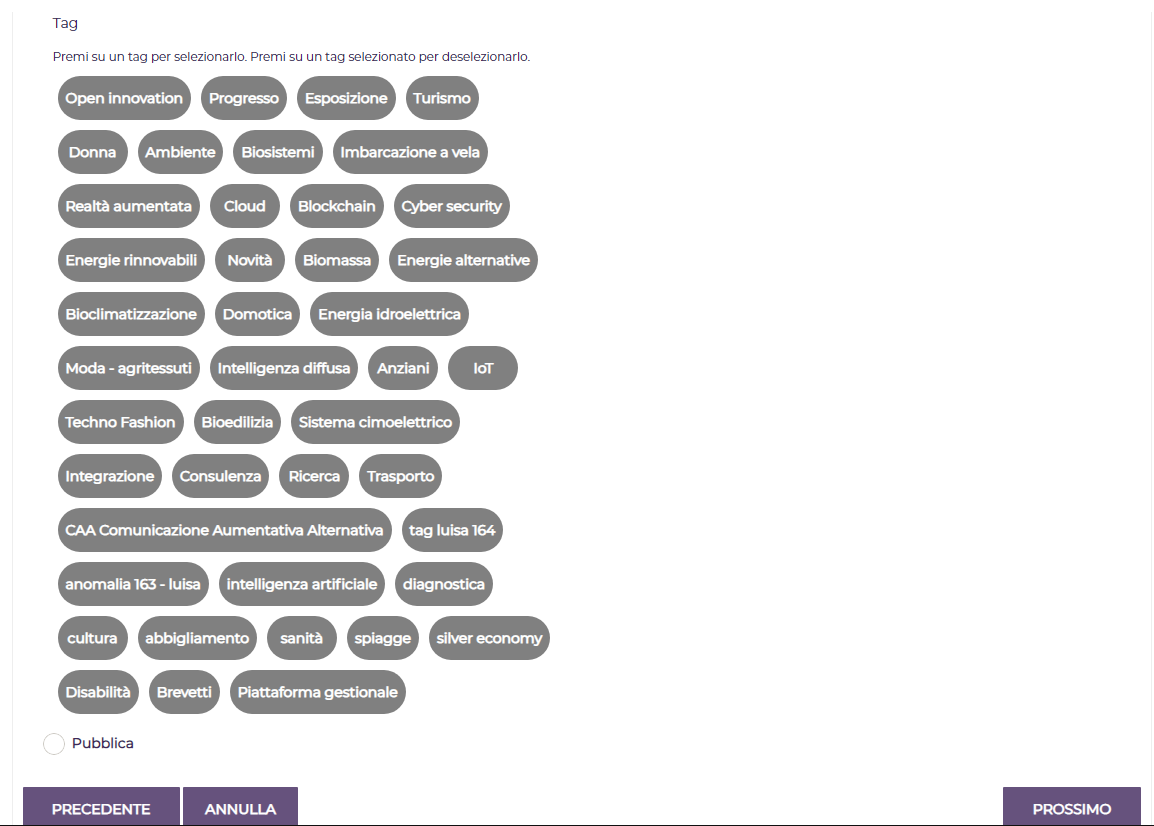 Tag
Premi su un tag per selezionarlo. Premi su un tag selezionato per deselezionarlo.
Open innovation Progresso Esposizione Turismo
Donna Ambiente Biosistemi Imbarcazione a vela
Realtà aumentata Cloud Blockchain Cyber security
Energie rinnovabili Novità Biomassa Energie alternative
Bioclimatizzazione Domotica Energia idroelettrica
Moda - agritessuti Intelligenza diffusa Anziani IoT
Techno Fashion Bioedilizia Sistema cimoelettrico
Integrazione Consulenza Ricerca Trasporto
CAA Comunicazione Aumentativa Alternativa tag luisa 164
anomalia 163 - luisa intelligenza artificiale diagnostica
cultura abbigliamento sanità spiagge silver economy
Disabilità Brevetti Piattaforma gestionale
Pubblica
PRECEDENTE ANNULLA PROSSIMO